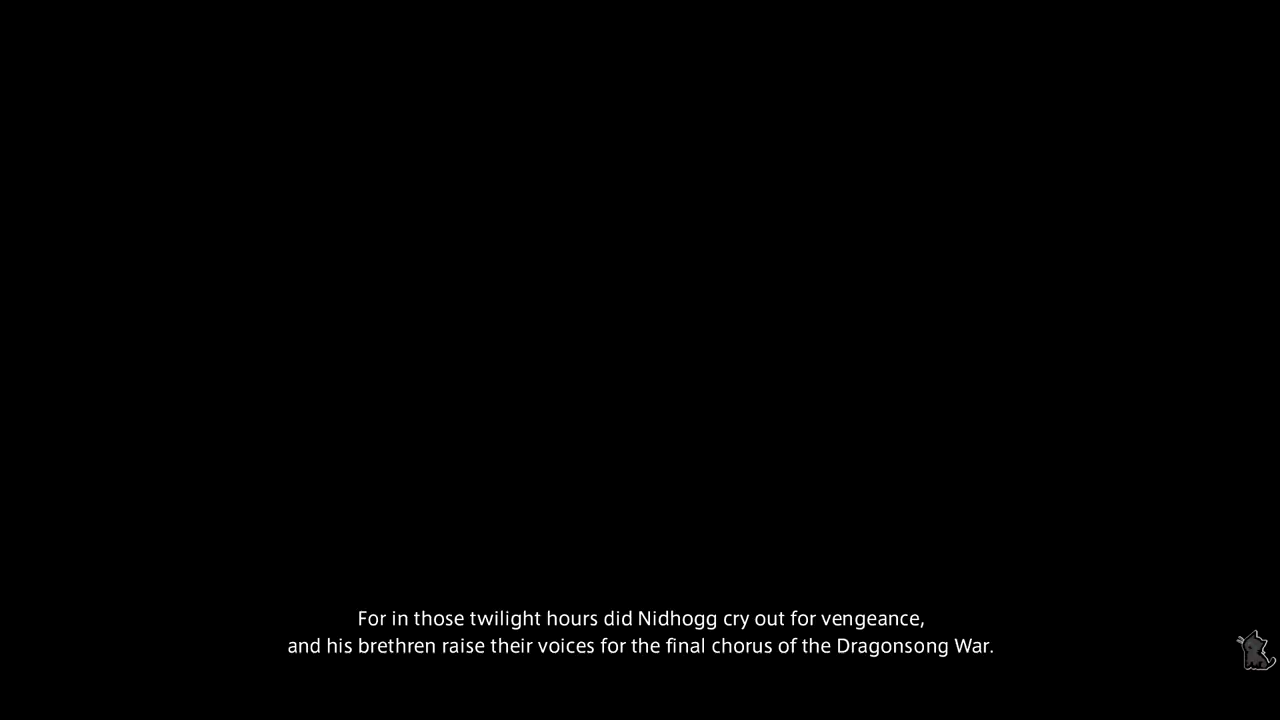 For in those twilight hours did Nidhogg cry out for vengeance,
and his brethren raise their voices for the final chorus of the Dragonsong War.